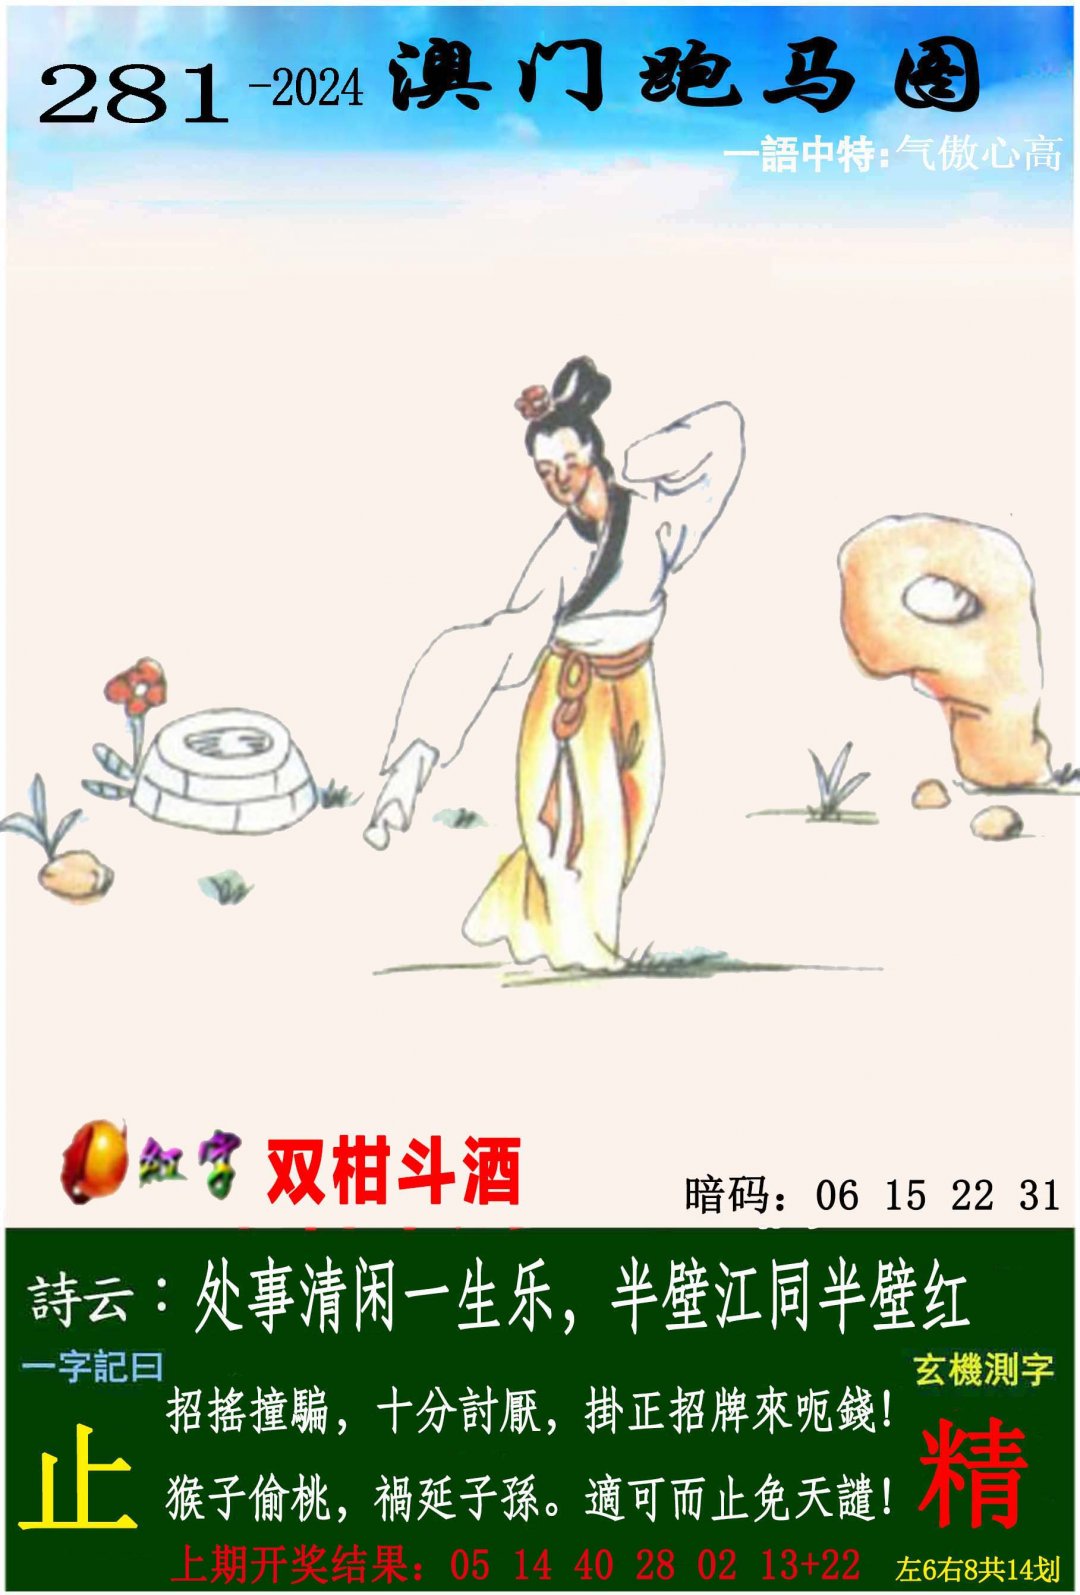 281-2024 澳门跑马图
一語中特:气傲心高
红字 双柑斗酒
暗码：06 15 22 31
詩云：处事清闲一生乐，半壁江同半壁红
一字記曰
玄機測字
招搖撞騙，十分討厭，掛正招牌來呃錢！
止
精
猴子偷桃，禍延子孫。適可而止免天譴！
上期开奖结果：05 14 40 28 02 13+22
左6右8共14划